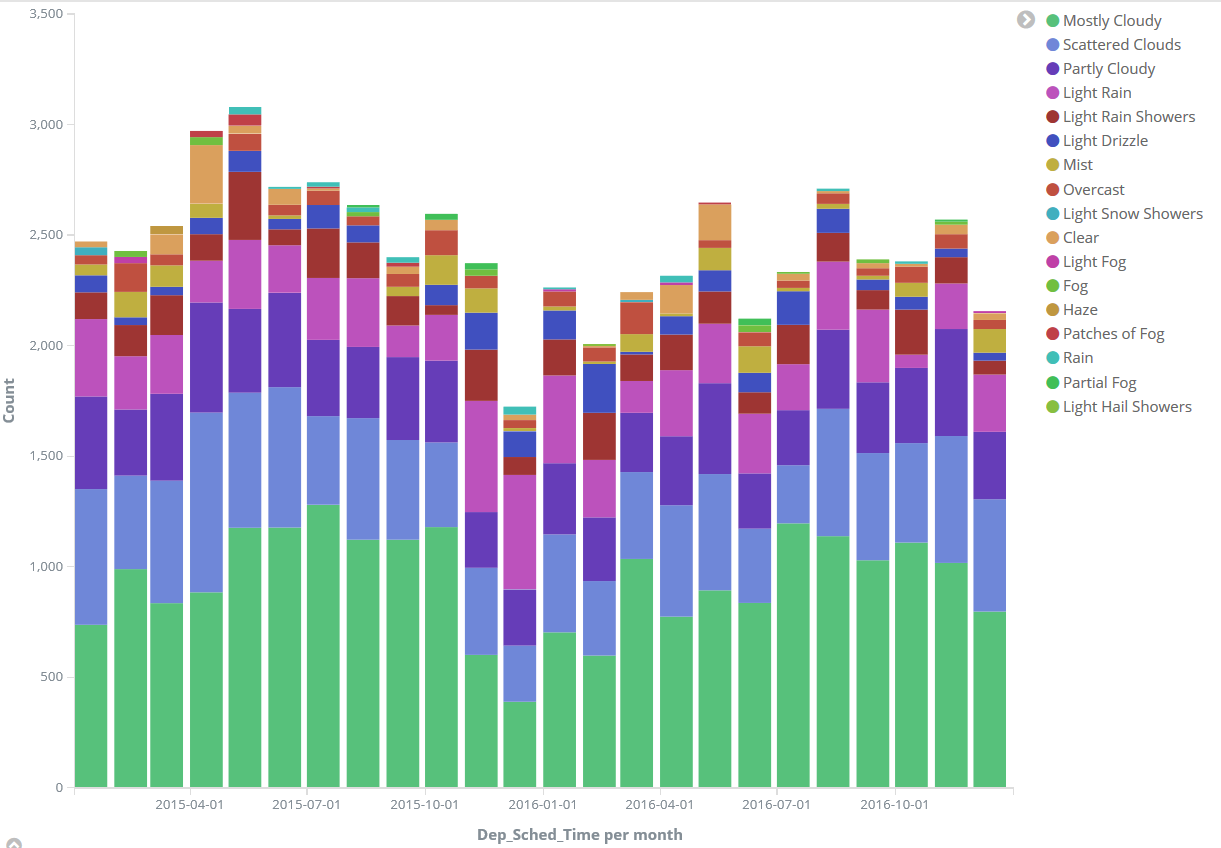 3,500
3,000
2,500
2,000
1,500
1,000
500
0
Count
2015-04-01
2015-07-01
2015-10-01
2016-01-01
2016-04-01
2016-07-01
2016-10-01
Dep_Sched_Time per month
Mostly Cloudy
Scattered Clouds
Partly Cloudy
Light Rain
Light Rain Showers
Light Drizzle
Mist
Overcast
Light Snow Showers
Clear
Light Fog
Fog
Haze
Patches of Fog
Rain
Partial Fog
Light Hail Showers